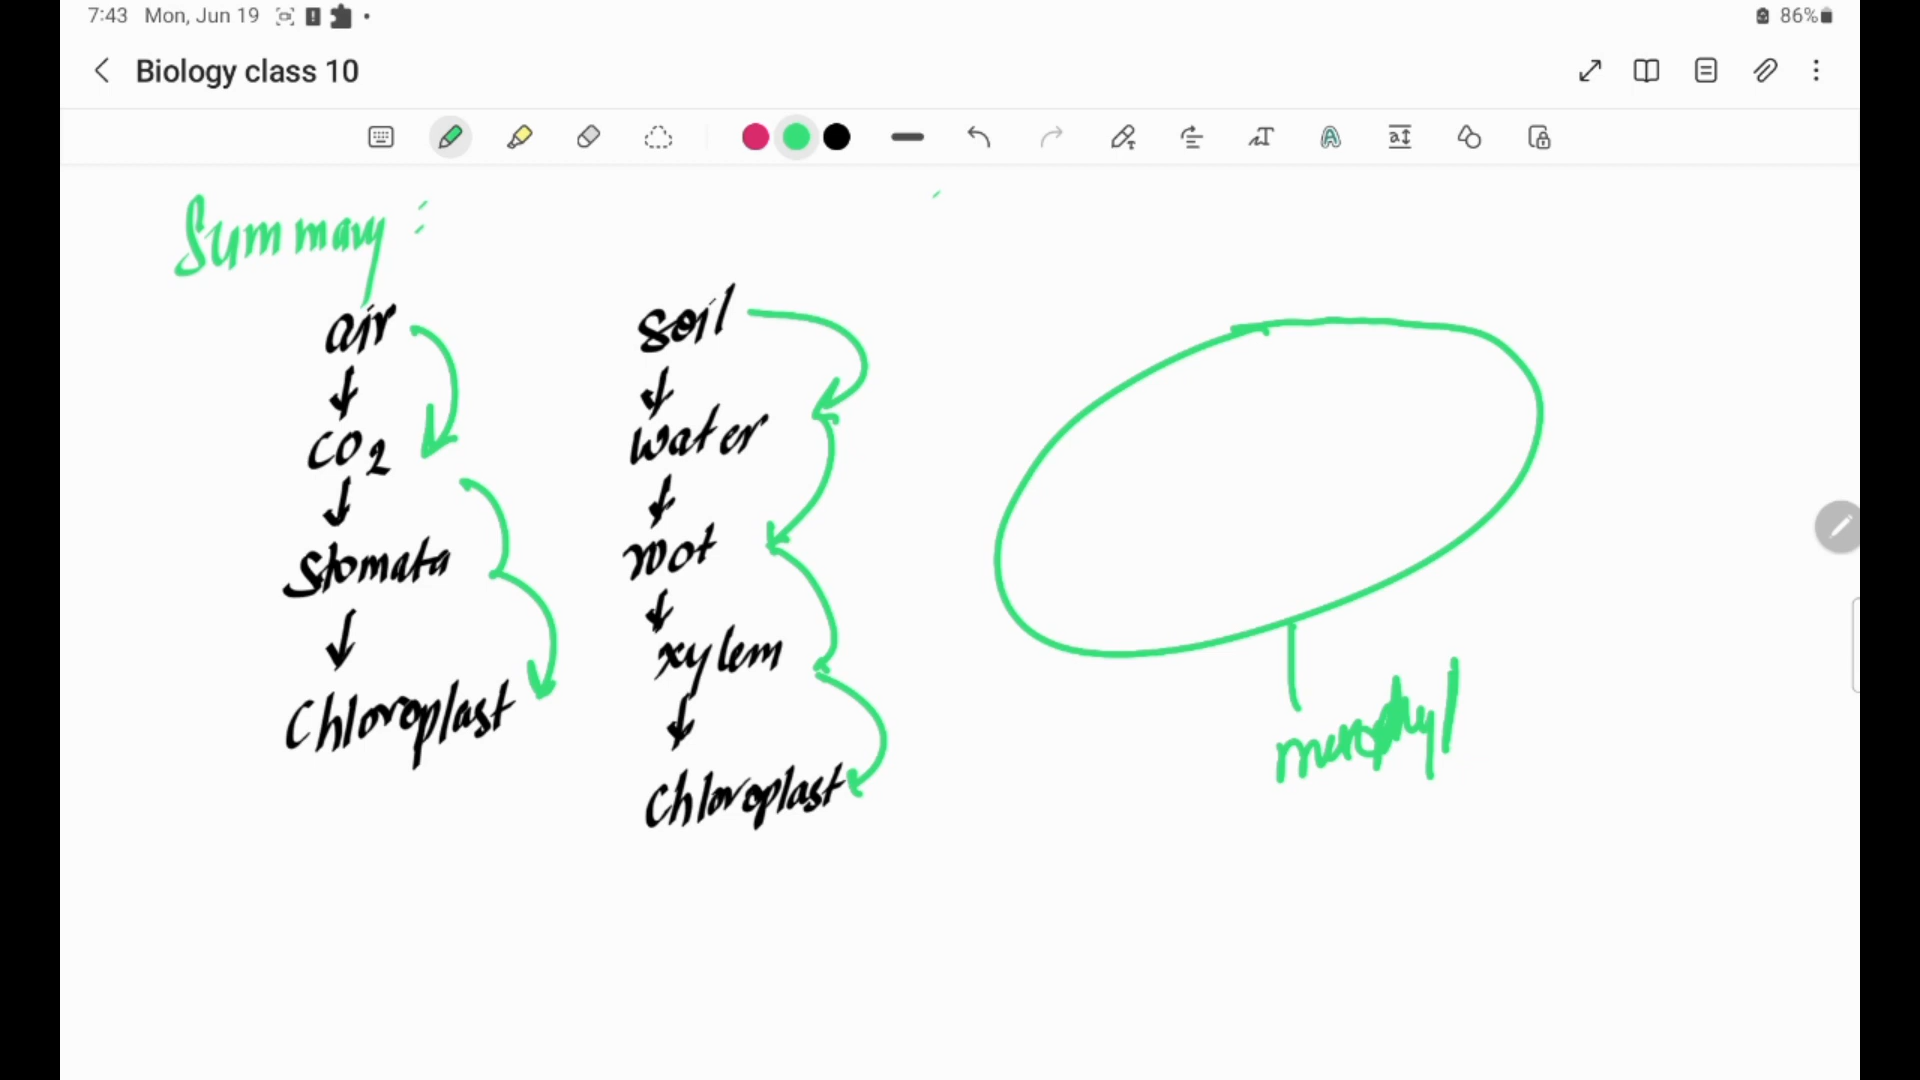 7:43 Mon, Jun 19
86%
Biology class 10
Summary :
air
CO2
Stomata
Chloroplast
Soil
Water
root
xylem
Chloroplast